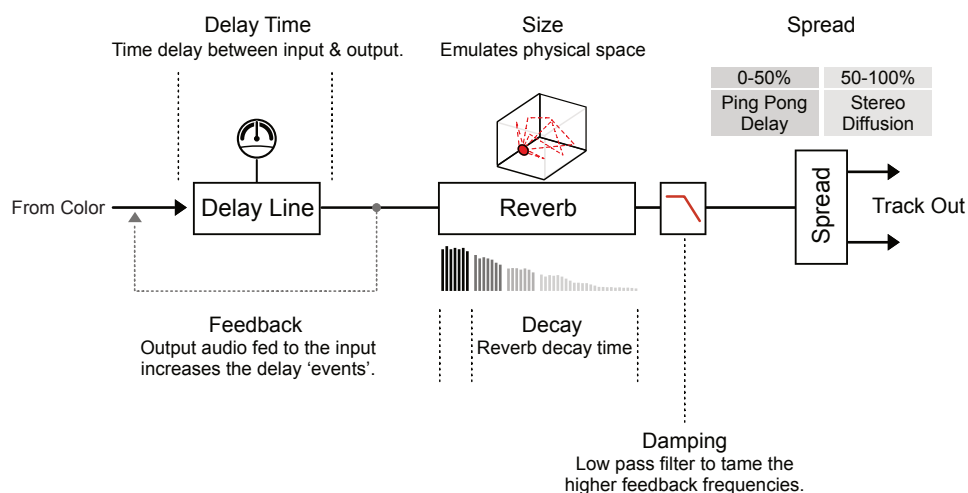 Delay Time
Time delay between input & output.
Size
Emulates physical space
Spread
0-50%
50-100%
Ping Pong
Delay
Stereo
Diffusion
From Color
Delay Line
Reverb
Spread
Track Out
Feedback
Output audio fed to the input
increases the delay ‘events’.
Decay
Reverb decay time
Damping
Low pass filter to tame the
higher feedback frequencies.